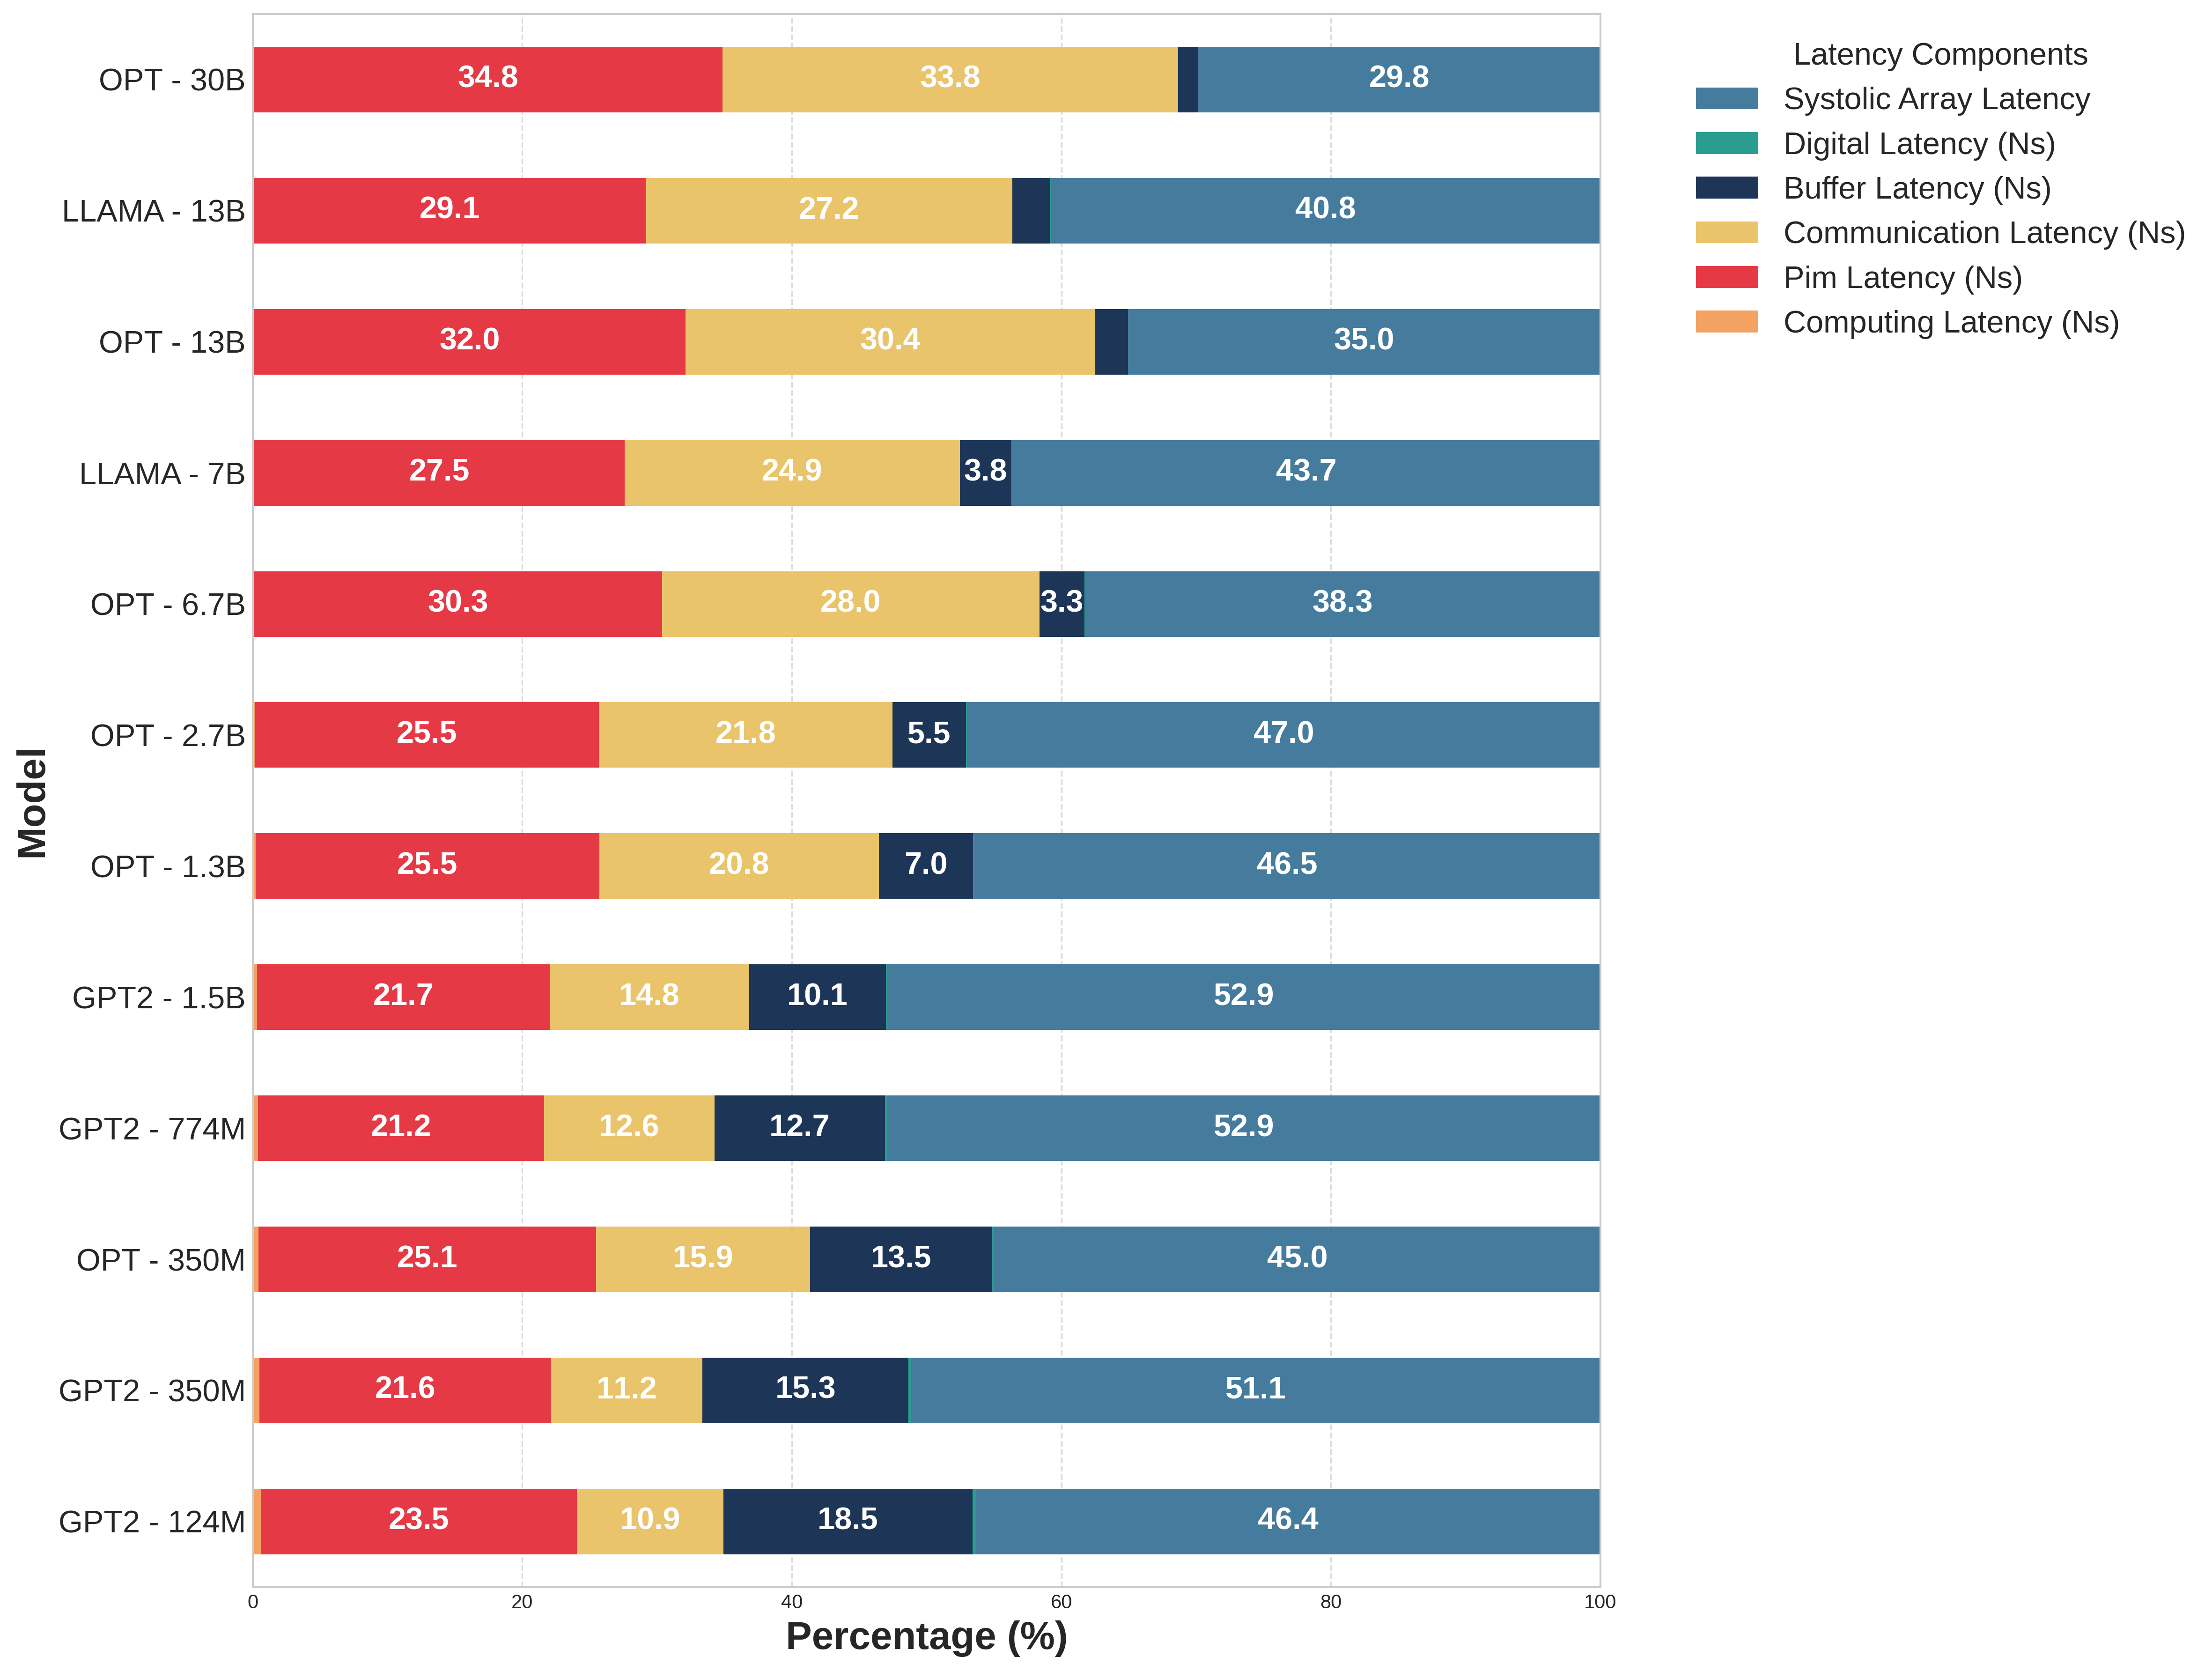 OPT - 30B
34.8
33.8
29.8
LLAMA - 13B
29.1
27.2
40.8
OPT - 13B
32.0
30.4
35.0
LLAMA - 7B
27.5
24.9
3.8
43.7
OPT - 6.7B
30.3
28.0
3.3
38.3
OPT - 2.7B
25.5
21.8
5.5
47.0
OPT - 1.3B
25.5
20.8
7.0
46.5
GPT2 - 1.5B
21.7
14.8
10.1
52.9
GPT2 - 774M
21.2
12.6
12.7
52.9
OPT - 350M
25.1
15.9
13.5
45.0
GPT2 - 350M
21.6
11.2
15.3
51.1
GPT2 - 124M
23.5
10.9
18.5
46.4
Model
0
20
40
60
80
100
Percentage (%)
Latency Components
Systolic Array Latency
Digital Latency (Ns)
Buffer Latency (Ns)
Communication Latency (Ns)
Pim Latency (Ns)
Computing Latency (Ns)